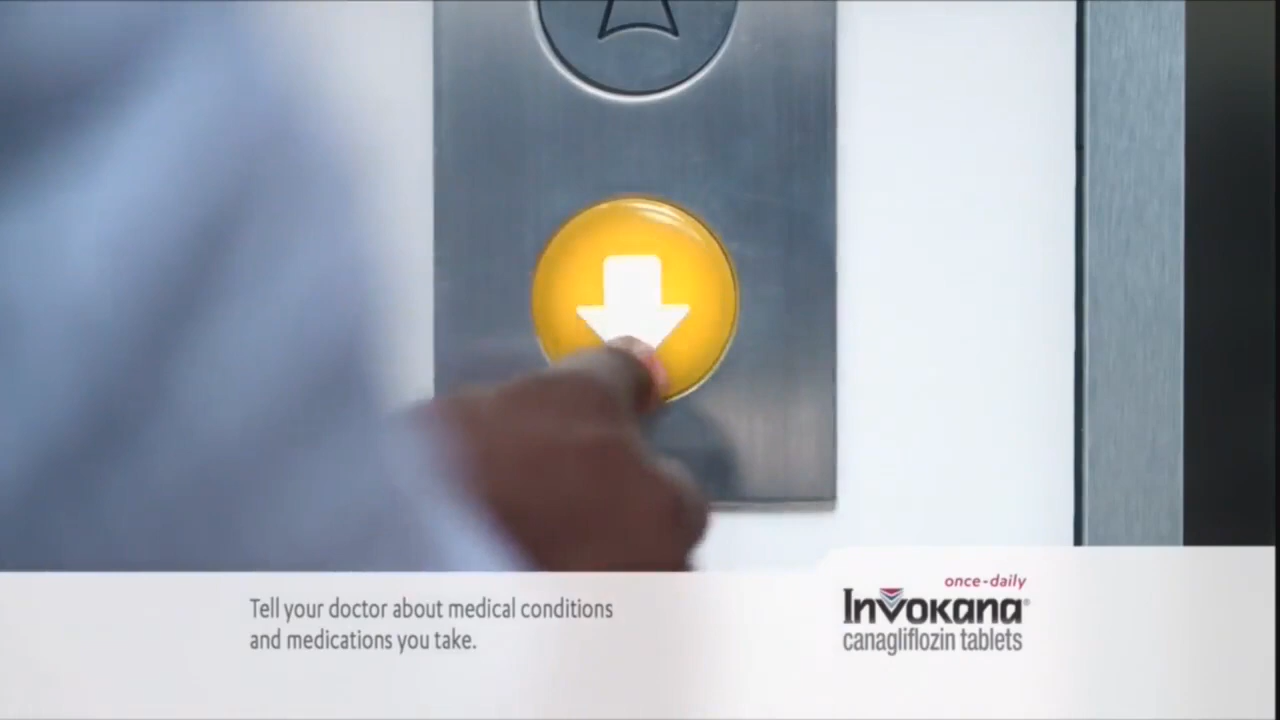 Tell your doctor about medical conditions
and medications you take.
once-daily
Invokana®
canagliflozin tablets